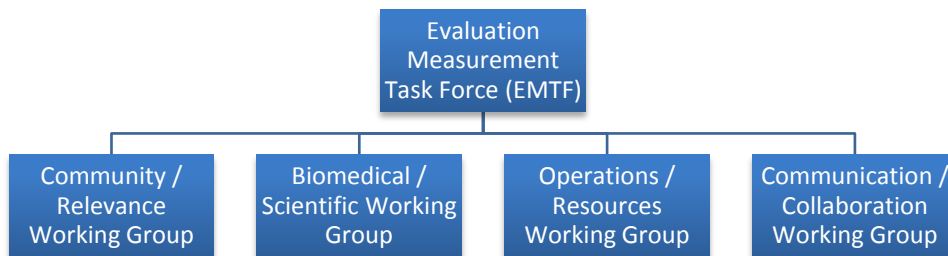 Evaluation
Measurement
Task Force (EMTF)
Community /
Relevance
Working Group
Biomedical /
Scientific Working
Group
Operations /
Resources
Working Group
Communication /
Collaboration
Working Group